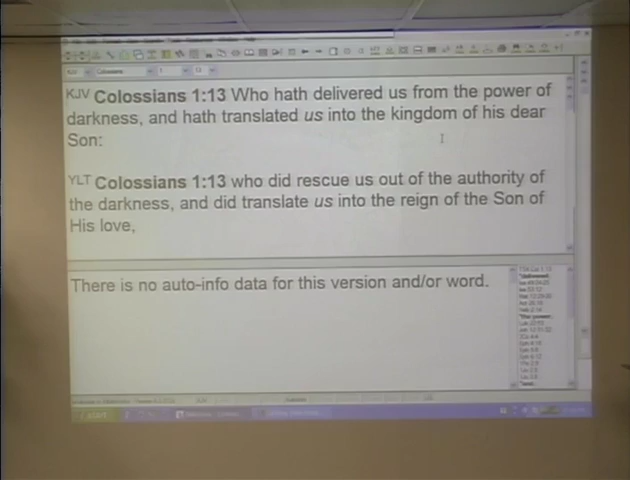 KJV Colossians 1:13 Who hath delivered us from the power of
darkness, and hath translated us into the kingdom of his dear
Son:
YLT Colossians 1:13 who did rescue us out of the authority of
the darkness, and did translate us into the reign of the Son of
His love,
There is no auto-info data for this version and/or word.